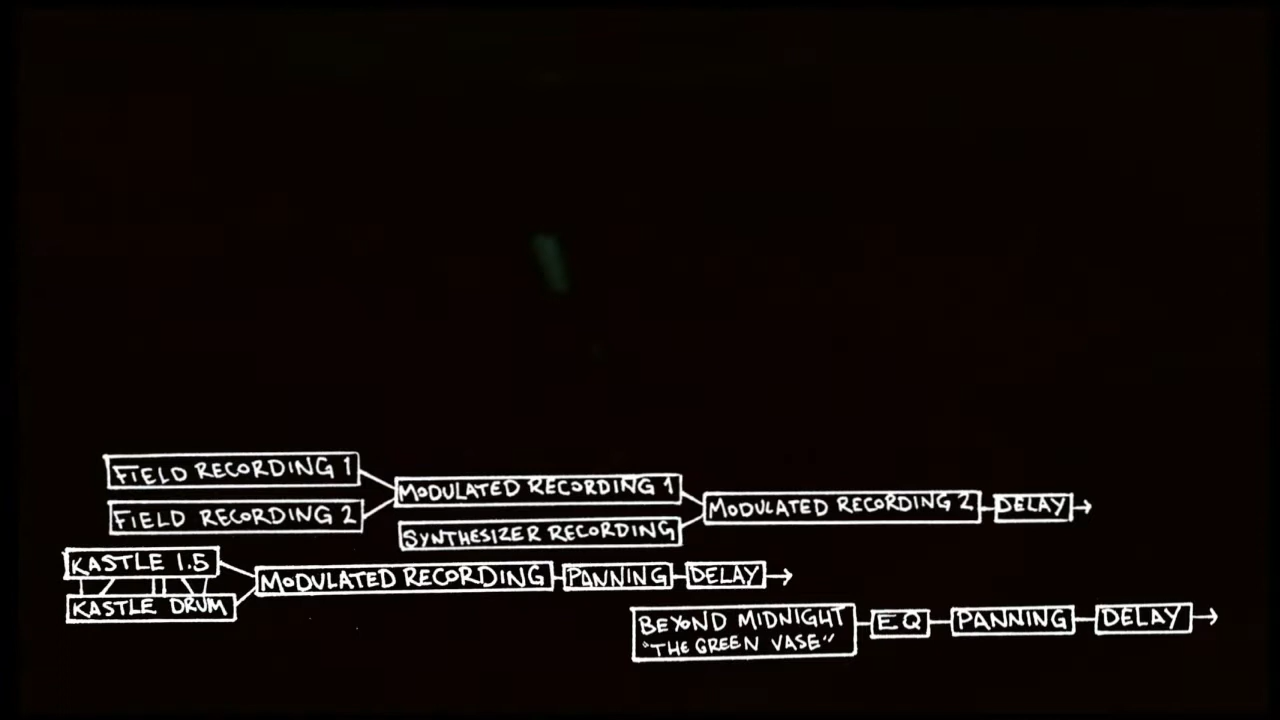 FIELD RECORDING 1
FIELD RECORDING 2
MODULATED RECORDING 1
SYNTHESIZER RECORDING
MODULATED RECORDING 2
DELAY
KASTLE 1.5
KASTLE DRUM
MODULATED RECORDING
PANNING
DELAY
BEYOND MIDNIGHT
"THE GREEN VASE"
EQ
PANNING
DELAY